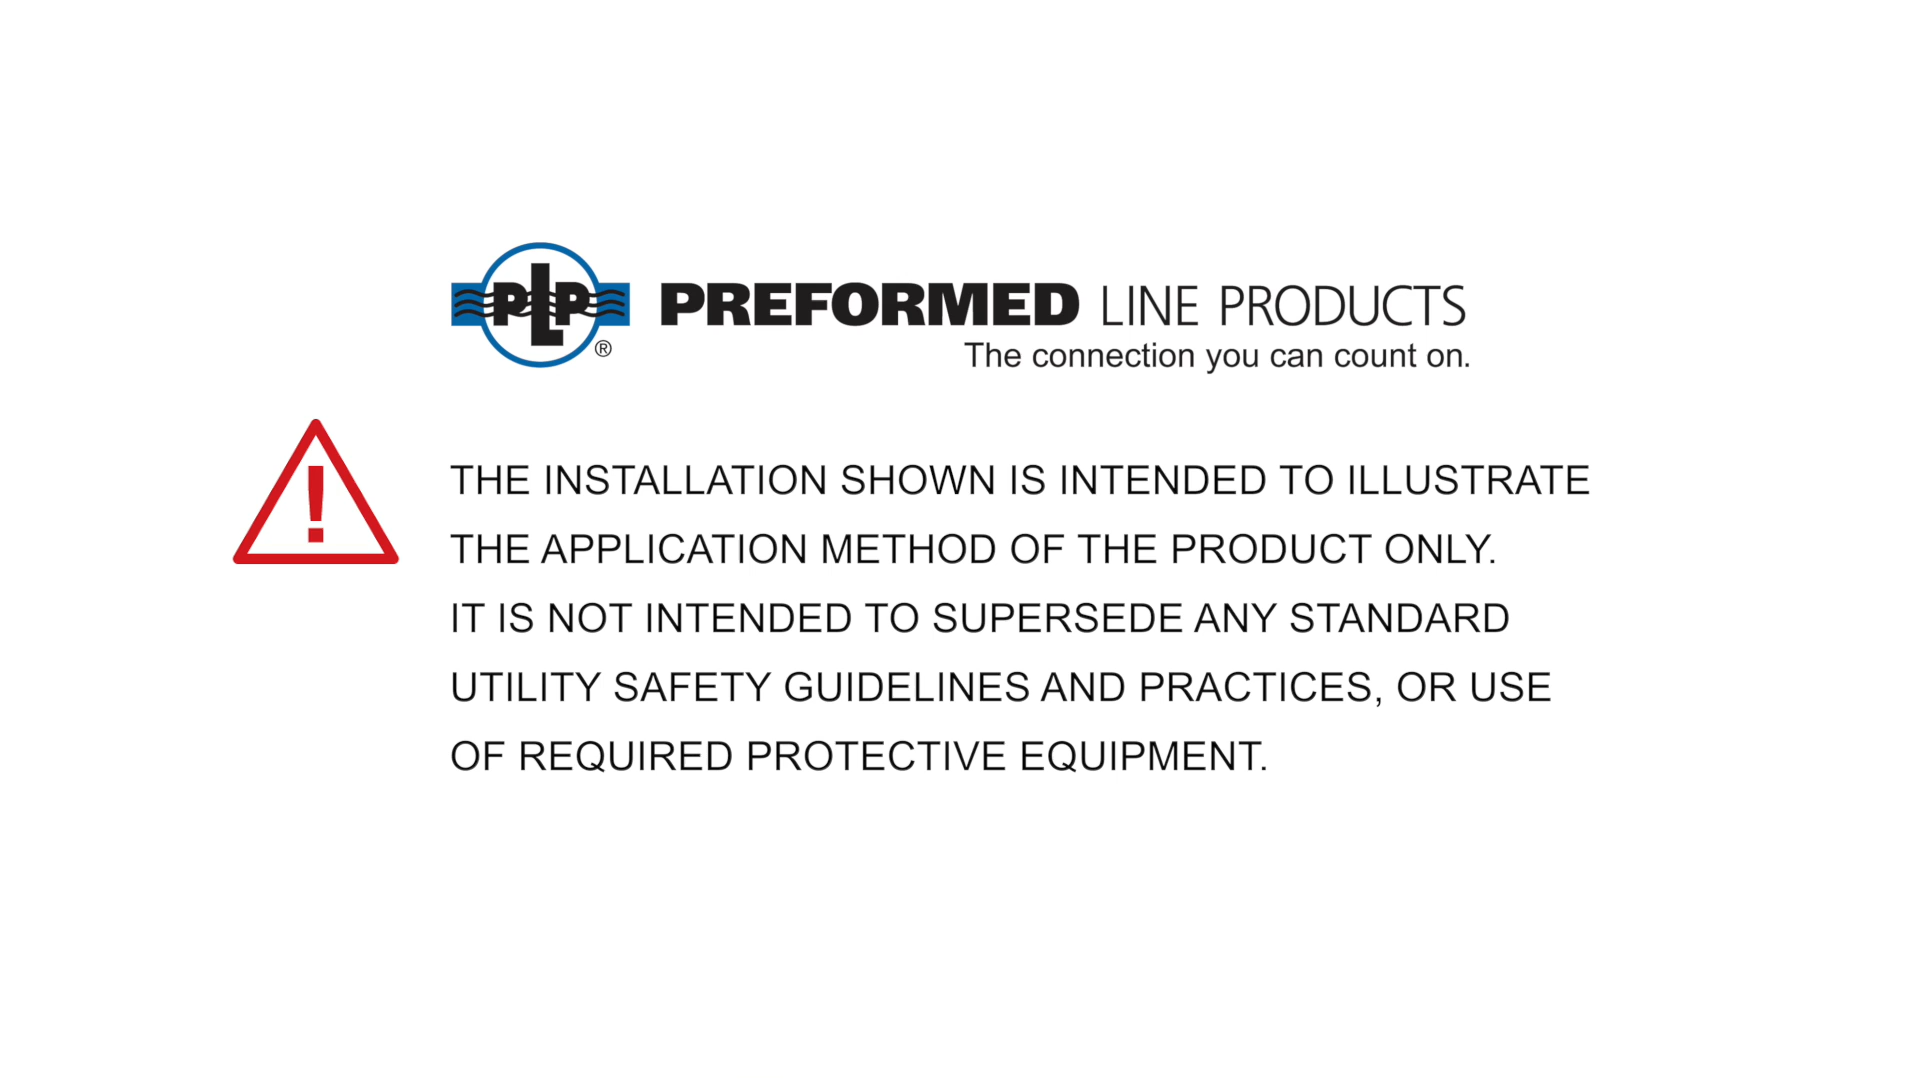 PLP®
PREFORMED LINE PRODUCTS
The connection you can count on.
!
THE INSTALLATION SHOWN IS INTENDED TO ILLUSTRATE
THE APPLICATION METHOD OF THE PRODUCT ONLY.
IT IS NOT INTENDED TO SUPERSEDE ANY STANDARD
UTILITY SAFETY GUIDELINES AND PRACTICES, OR USE
OF REQUIRED PROTECTIVE EQUIPMENT.